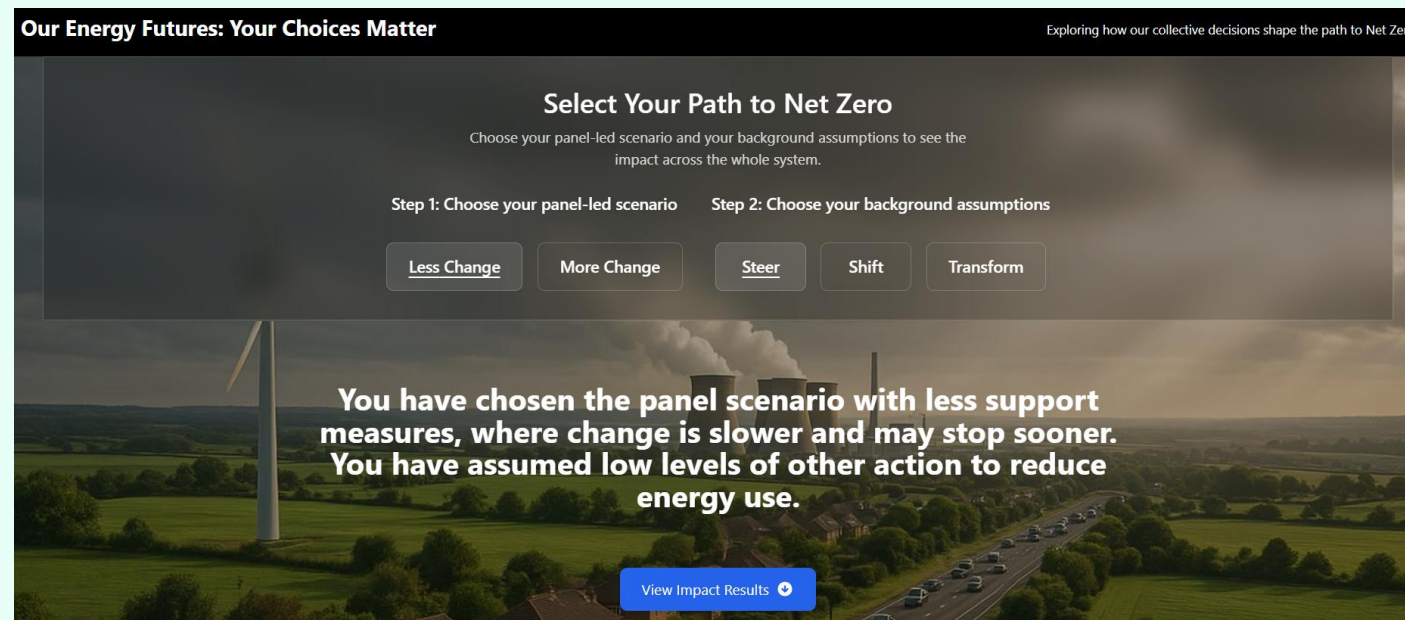 Our Energy Futures: Your Choices Matter
Exploring how our collective decisions shape the path to Net Zer
Select Your Path to Net Zero
Choose your panel-led scenario and your background assumptions to see the
impact across the whole system.
Step 1: Choose your panel-led scenario
Step 2: Choose your background assumptions
Less Change
More Change
Steer
Shift
Transform
You have chosen the panel scenario with less support
measures, where change is slower and may stop sooner.
You have assumed low levels of other action to reduce
energy use.
View Impact Results